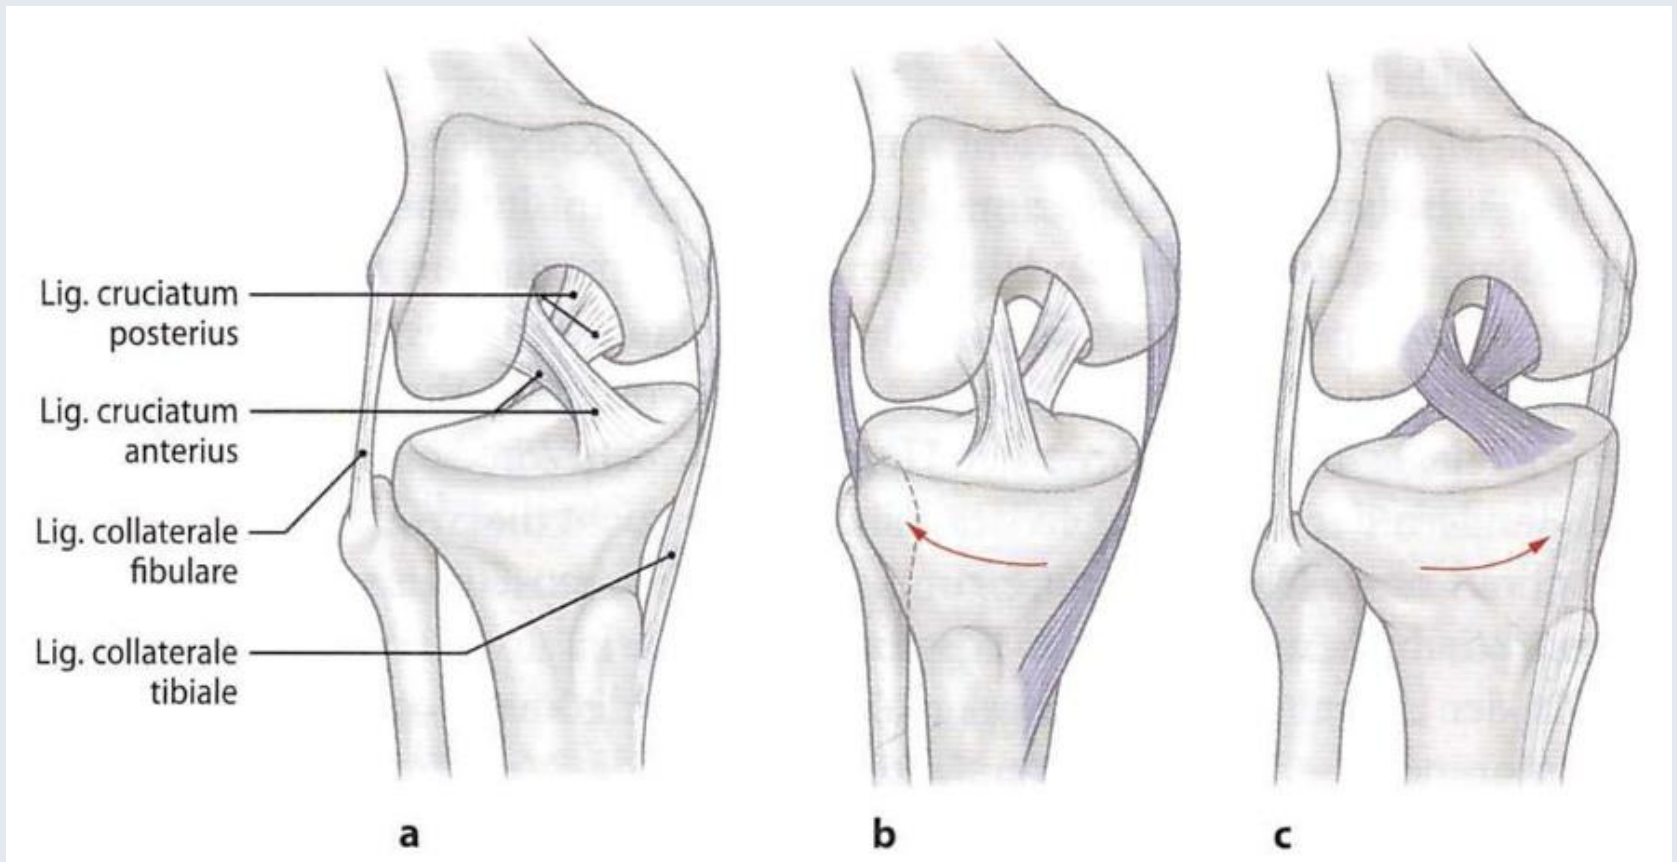 Lig. cruciatum
posterius
Lig. cruciatum
anterius
Lig. collaterale
fibulare
Lig. collaterale
tibiale
a
b
c